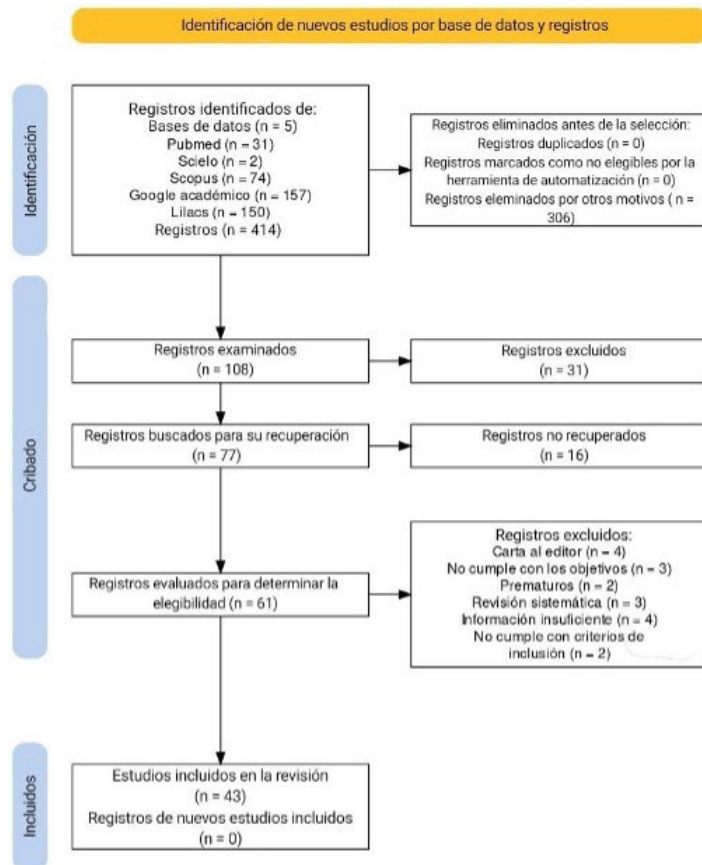 Identificación de nuevos estudios por base de datos y registros
Identificación
Registros identificados de:
Bases de datos (n = 5)
Pubmed (n – 31)
Scielo (n – 2)
Scopus (n = 74)
Google académico (n – 157)
Lilacs (n – 150)
Registros (n = 414)
Registros eliminados antes de la selección:
Registros duplicados (n = 0)
Registros marcados como no elegibles por la
herramienta de automatización (n = 0)
Registros eleminados por otros motivos ( n =
306)
Cribado
Registros examinados
(n = 108)
Registros excluidos
(n = 31)
Registros buscados para su recuperación
(n = 77)
Registros no recuperados
(n = 16)
Registros evaluados para determinar la
elegibilidad (n = 61)
Registros excluidos:
Carta al editor (n – 4)
No cumple con los objetivos (n – 3)
Prematuros (n – 2)
Revisión sistemática (n – 3)
Información insuficiente (n – 4)
No cumple con criterios de
inclusión (n – 2)
Incluidos
Estudios incluidos en la revisión
(n = 43)
Registros de nuevos estudios incluidos
(n = 0)